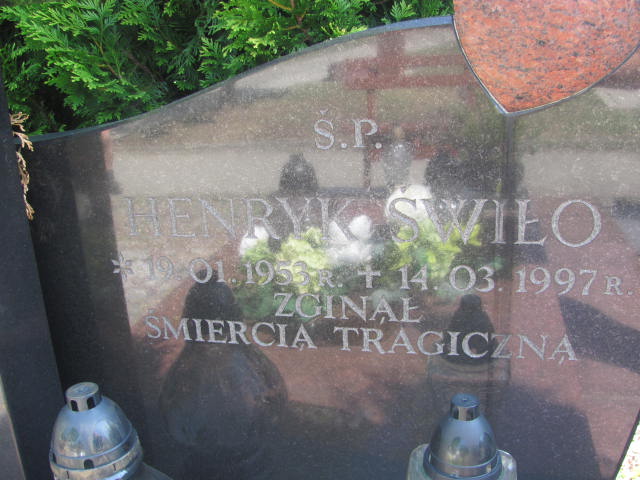 Ś.P.
HENRYK ŚWIŁO
* 19.01.1953 R. + 14.03.1997 R.
ZGINĄŁ
ŚMIERCIĄ TRAGICZNĄ